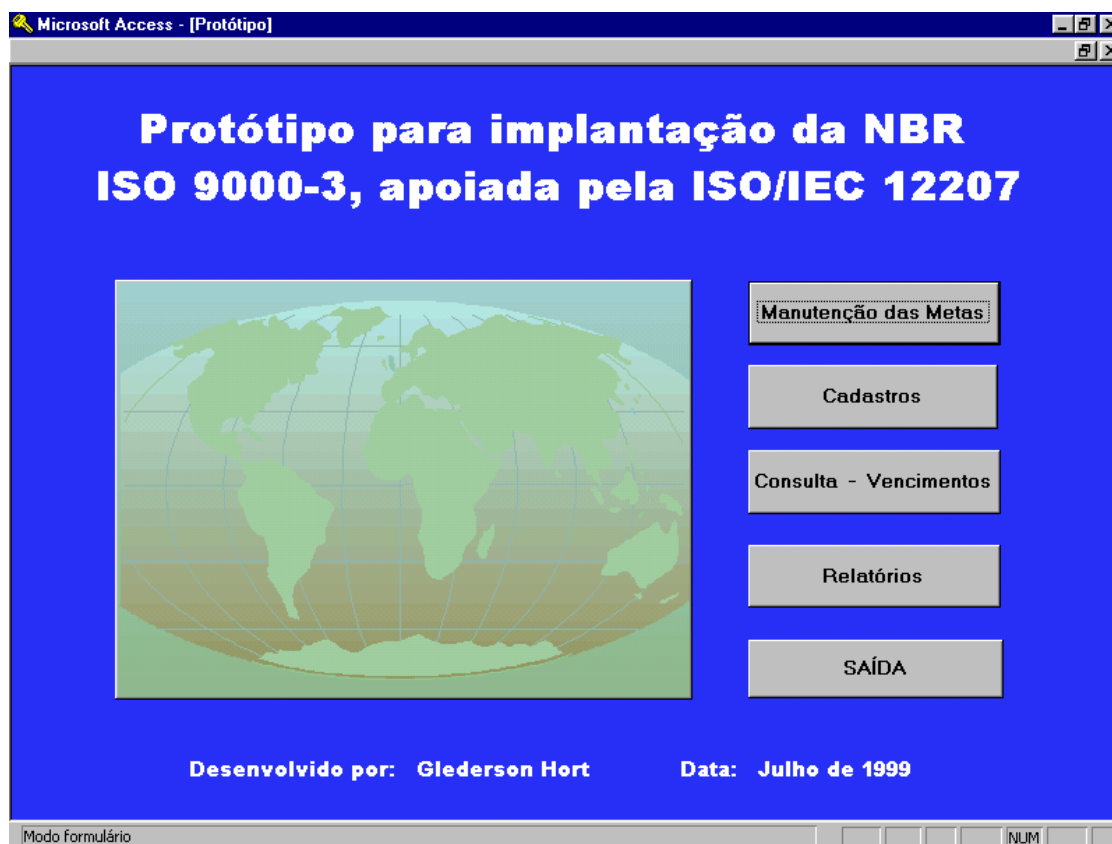 Microsoft Access - [Protótipo]
Protótipo para implantação da NBR
ISO 9000-3, apoiada pela ISO/IEC 12207
Manutenção das Metas
Cadastros
Consulta - Vencimentos
Relatórios
SAÍDA
Desenvolvido por: Glederson Hort Data: Julho de 1999
Modo formulário NUM